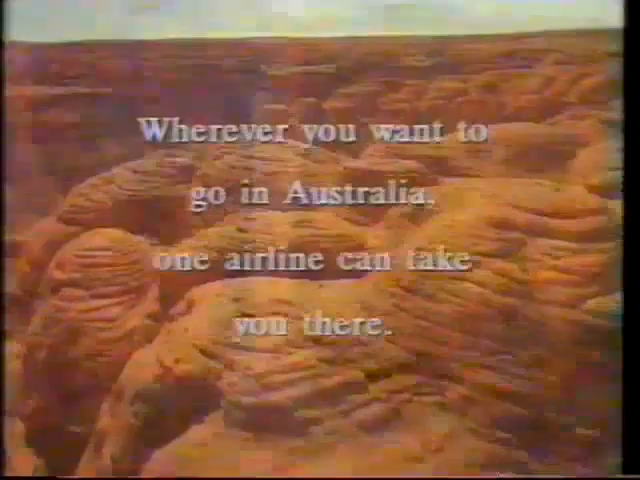 Wherever you want to
go in Australia,
one airline can take
you there.